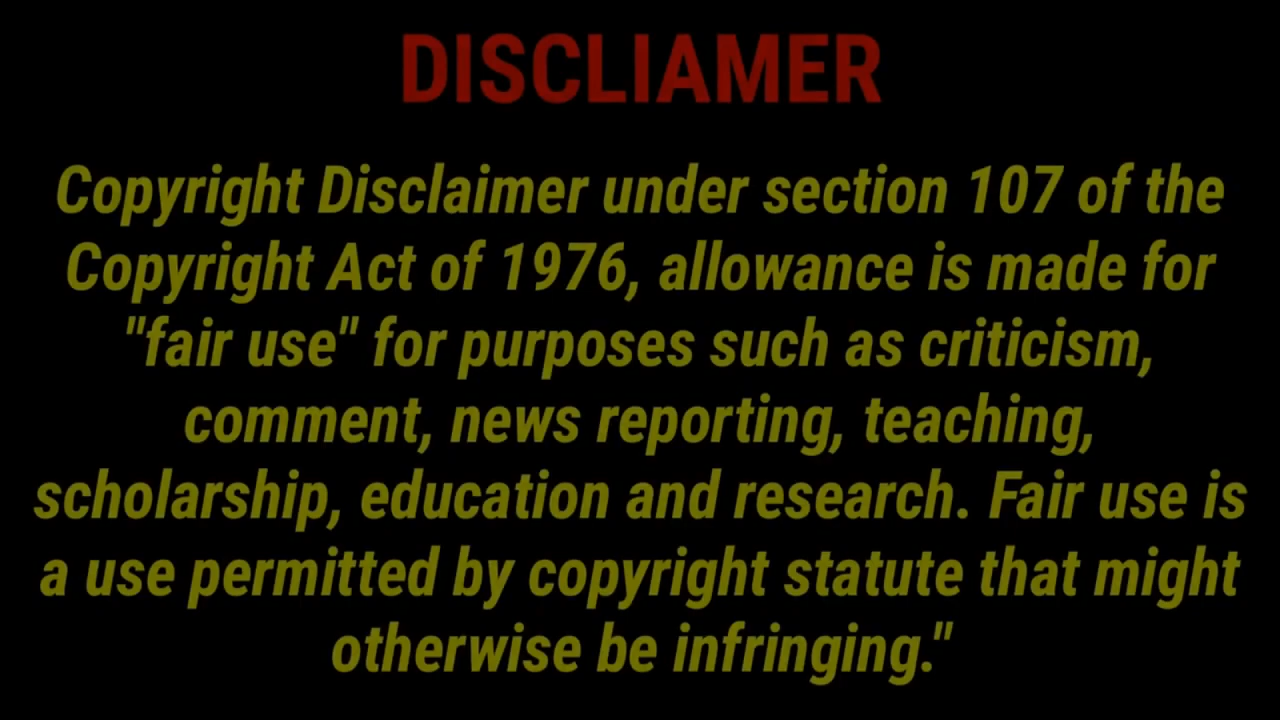 DISCLIAMER
Copyright Disclaimer under section 107 of the
Copyright Act of 1976, allowance is made for
"fair use" for purposes such as criticism,
comment, news reporting, teaching,
scholarship, education and research. Fair use is
a use permitted by copyright statute that might
otherwise be infringing."